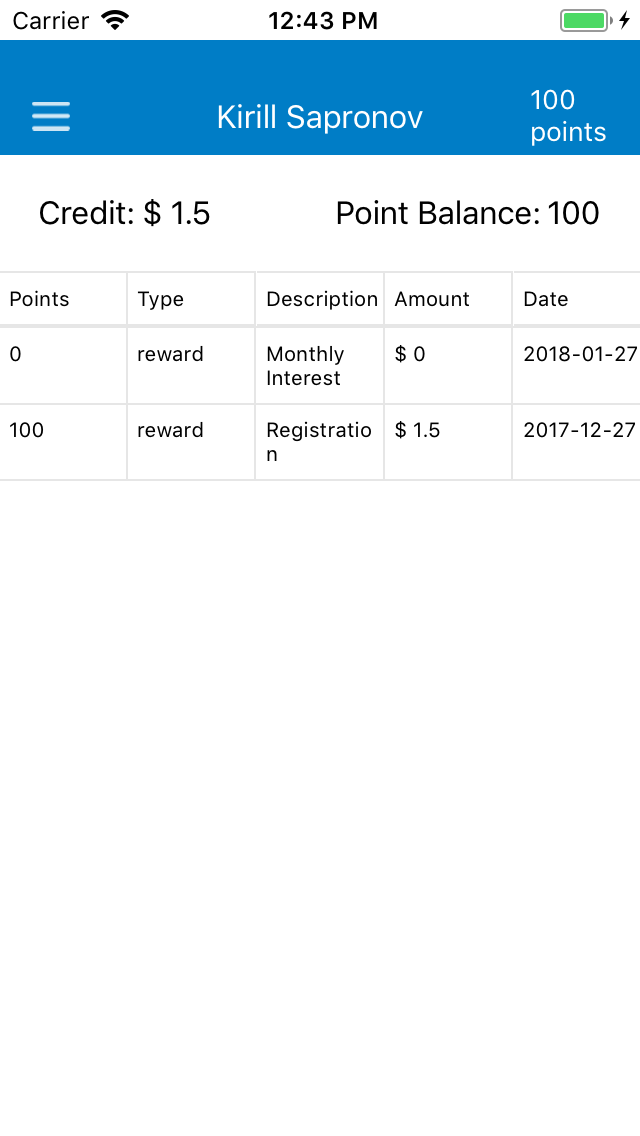 Carrier 12:43 PM
Kirill Sapronov
100
points
Credit: $ 1.5 Point Balance: 100
Points Type Description Amount Date
0 reward Monthly $ 0 2018-01-27
Interest
100 reward Registratio $ 1.5 2017-12-27
n